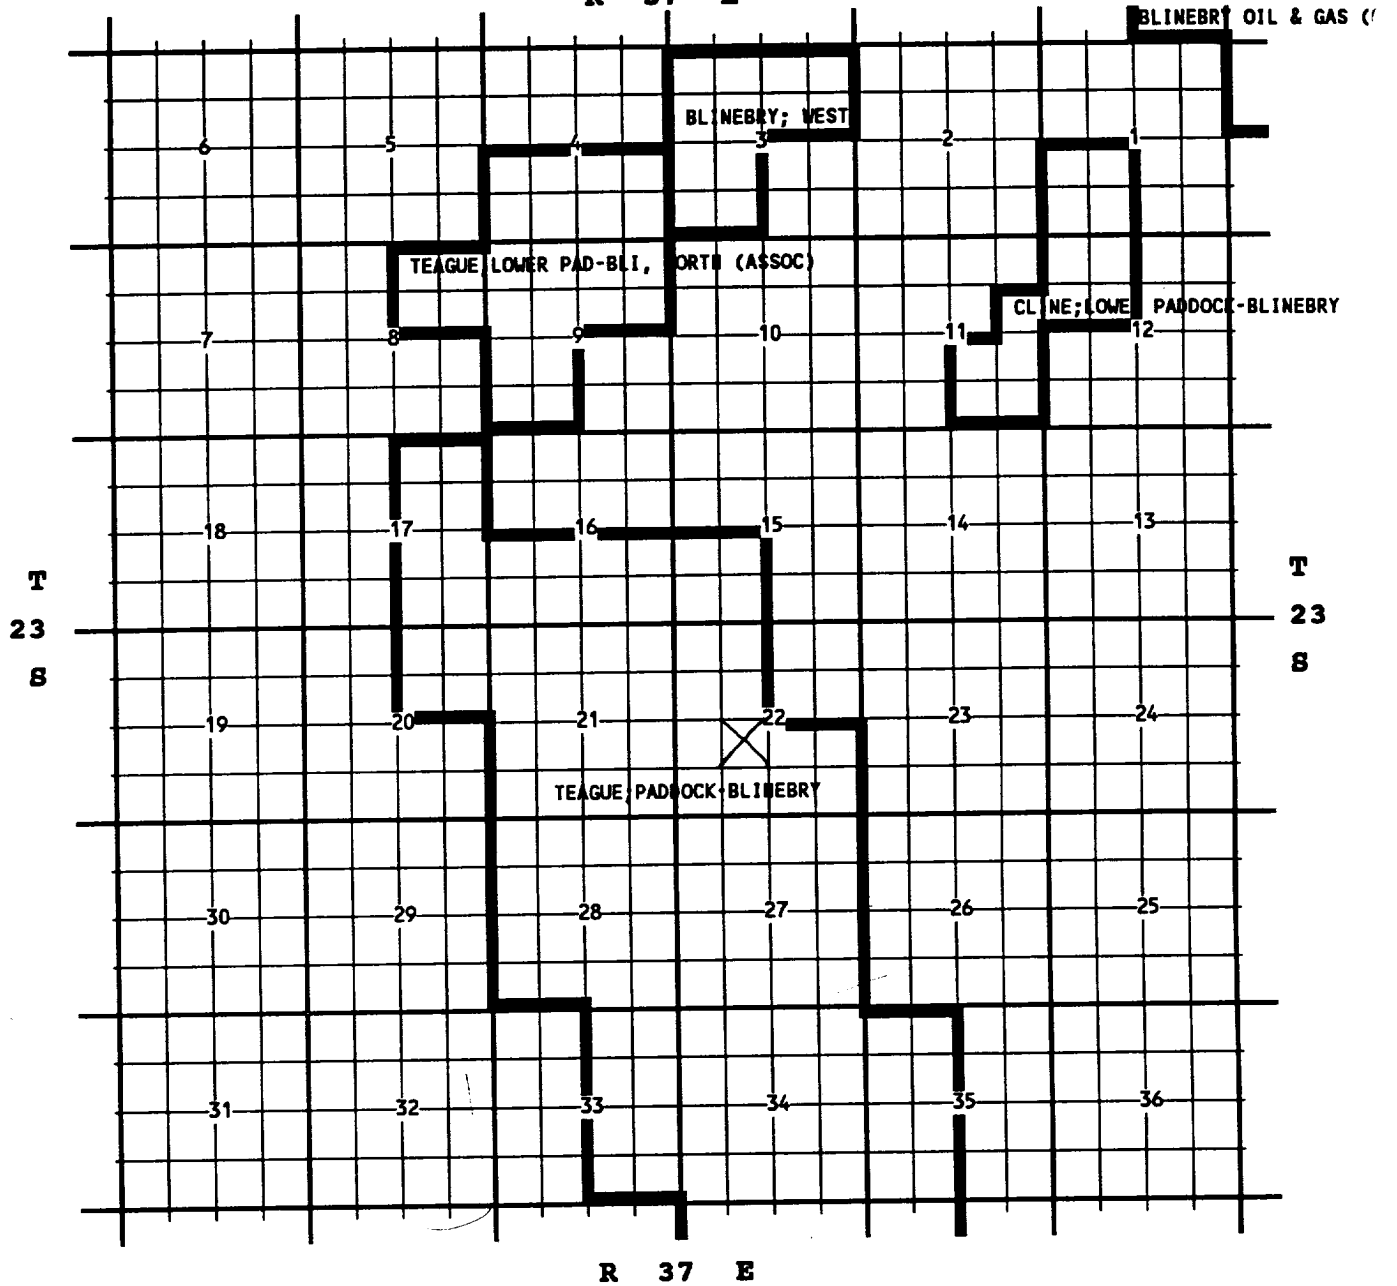 BLINEBRY OIL & GAS (
BLINEBRY; WEST
6 5 4 3 2 1
TEAGUE;LOWER PAD-BLI, NORTH (ASSOC)
CLINE;LOWER PADDOCK-BLINEBRY
7 8 9 10 11 12
18 17 16 15 14 13
T T
23 23
S S
19 20 21 22 23 24
TEAGUE;PADDOCK-BLINEBRY
30 29 28 27 26 25
31 32 33 34 35 36
R 37 E